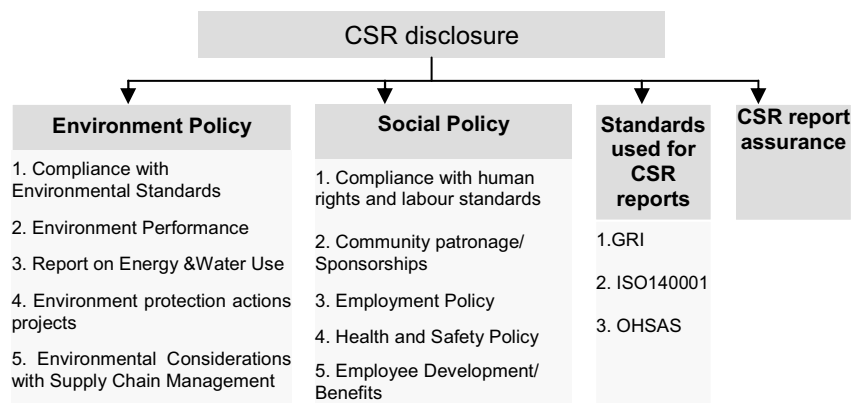 CSR disclosure
Environment Policy
1. Compliance with
Environmental Standards
2. Environment Performance
3. Report on Energy &Water Use
4. Environment protection actions
projects
5. Environmental Considerations
with Supply Chain Management
Social Policy
1. Compliance with human
rights and labour standards
2. Community patronage/
Sponsorships
3. Employment Policy
4. Health and Safety Policy
5. Employee Development/
Benefits
Standards
used for
CSR
reports
1.GRI
2. ISO140001
3. OHSAS
CSR report
assurance